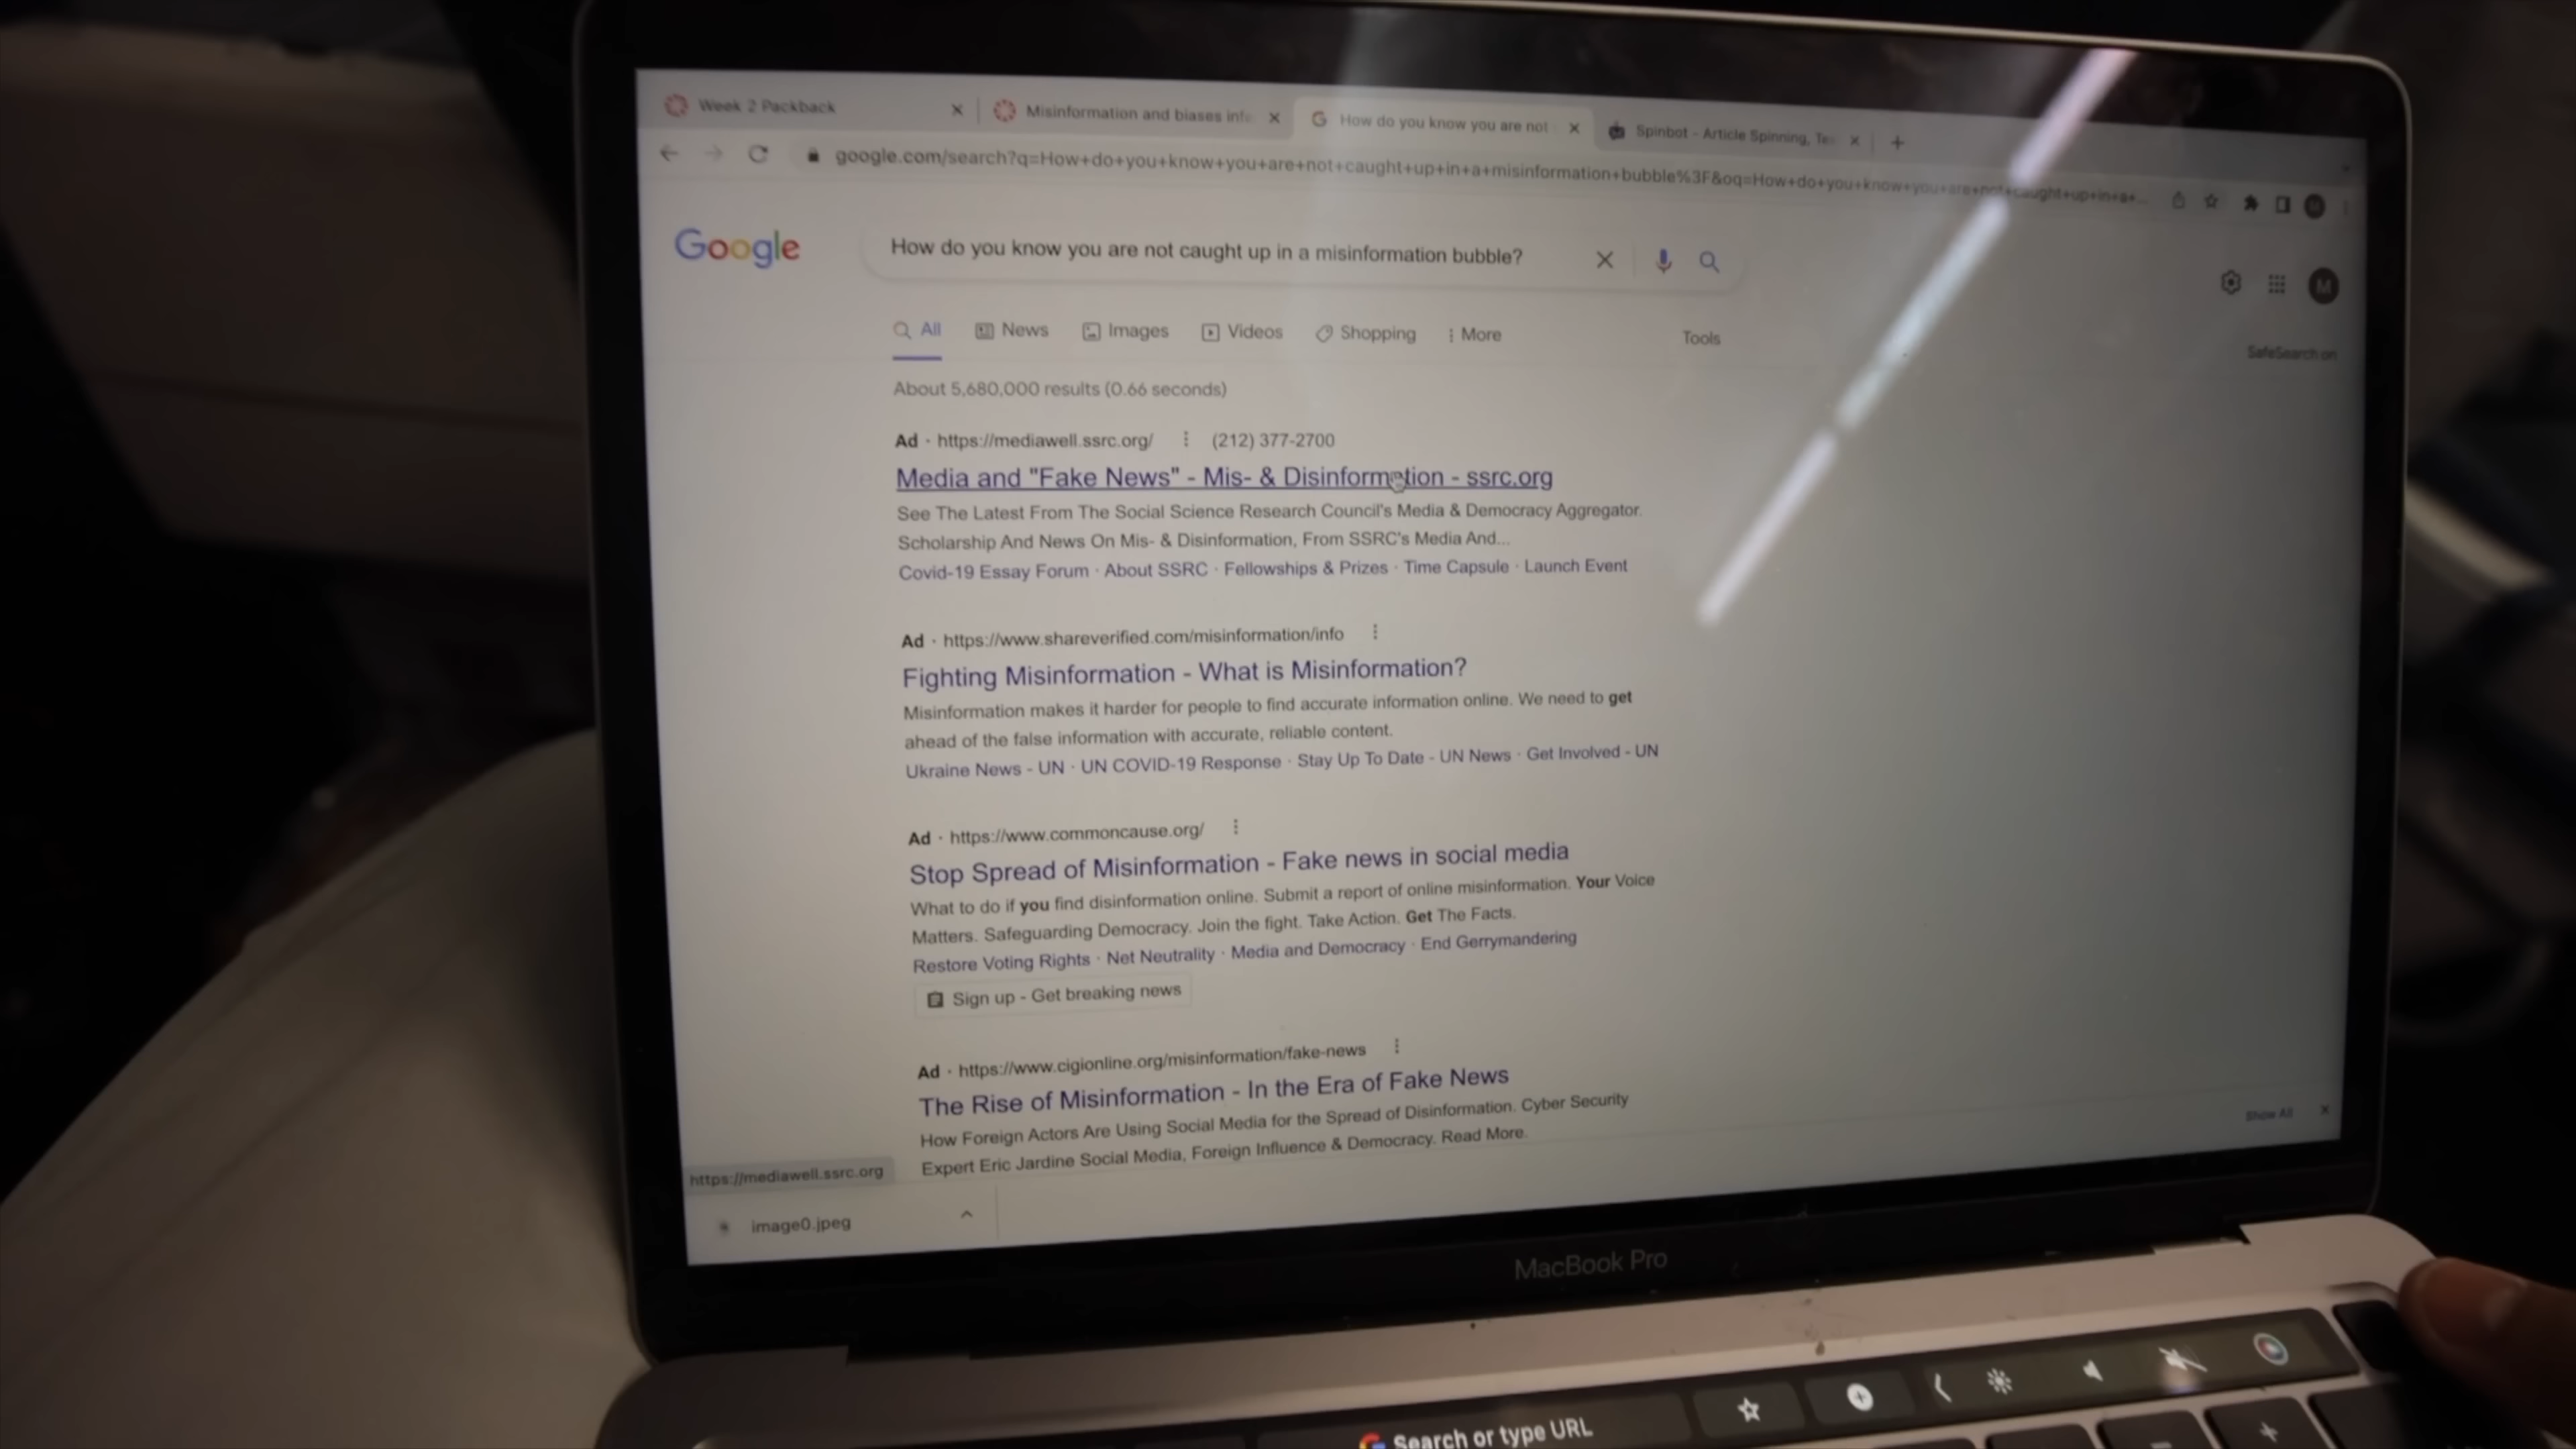 Week 2 Packback
Misinformation and biases info
How do you know you are not
Spinbot - Article Spinning, Te
google.com/search?q=How+do+you+know+you+are+not+caught+up+in+a+misinformation+bubble%3F&oq=How+do+you+know+you+are+not+caught+up+in+a+...
Google
How do you know you are not caught up in a misinformation bubble?
M
All News Images Videos Shopping More Tools
SafeSearch on
About 5,680,000 results (0.66 seconds)
Ad · https://mediawell.ssrc.org/ (212) 377-2700
Media and "Fake News" - Mis- & Disinformation - ssrc.org
See The Latest From The Social Science Research Council's Media & Democracy Aggregator.
Scholarship And News On Mis- & Disinformation, From SSRC's Media And...
Covid-19 Essay Forum · About SSRC · Fellowships & Prizes · Time Capsule · Launch Event
Ad · https://www.shareverified.com/misinformation/info
Fighting Misinformation - What is Misinformation?
Misinformation makes it harder for people to find accurate information online. We need to get
ahead of the false information with accurate, reliable content.
Ukraine News - UN · UN COVID-19 Response · Stay Up To Date - UN News · Get Involved - UN
Ad · https://www.commoncause.org/
Stop Spread of Misinformation - Fake news in social media
What to do if you find disinformation online. Submit a report of online misinformation. Your Voice
Matters. Safeguarding Democracy. Join the fight. Take Action. Get The Facts.
Restore Voting Rights · Net Neutrality · Media and Democracy · End Gerrymandering
Sign up - Get breaking news
Ad · https://www.cigionline.org/misinformation/fake-news
The Rise of Misinformation - In the Era of Fake News
How Foreign Actors Are Using Social Media for the Spread of Disinformation. Cyber Security
Expert Eric Jardine Social Media, Foreign Influence & Democracy. Read More.
https://mediawell.ssrc.org
image0.jpeg
Show All
MacBook Pro
Search or type URL